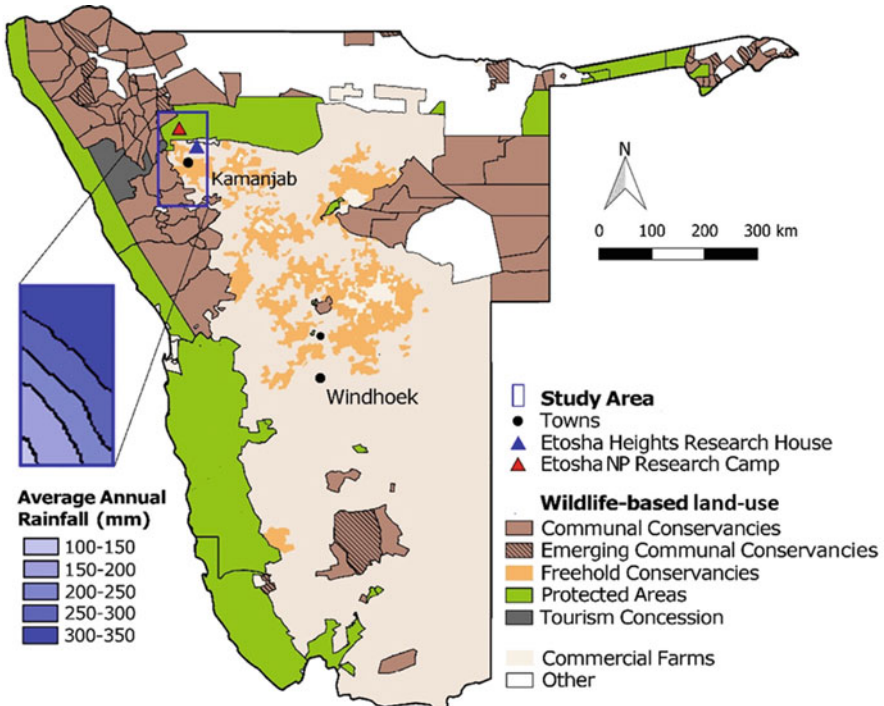 Kamanjab
N
0 100 200 300 km
Windhoek
Study Area
Towns
Etosha Heights Research House
Etosha NP Research Camp
Wildlife-based land-use
Communal Conservancies
Emerging Communal Conservancies
Freehold Conservancies
Protected Areas
Tourism Concession
Commercial Farms
Other
Average Annual
Rainfall (mm)
100-150
150-200
200-250
250-300
300-350